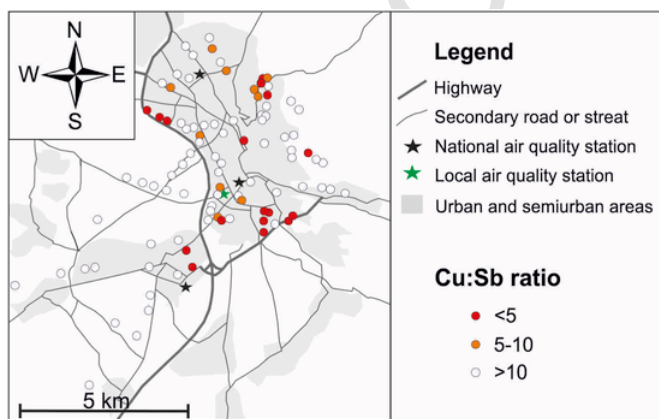 N
W E
S
5 km
Legend
Highway
Secondary road or streat
National air quality station
Local air quality station
Urban and semiurban areas
Cu:Sb ratio
<5
5-10
>10